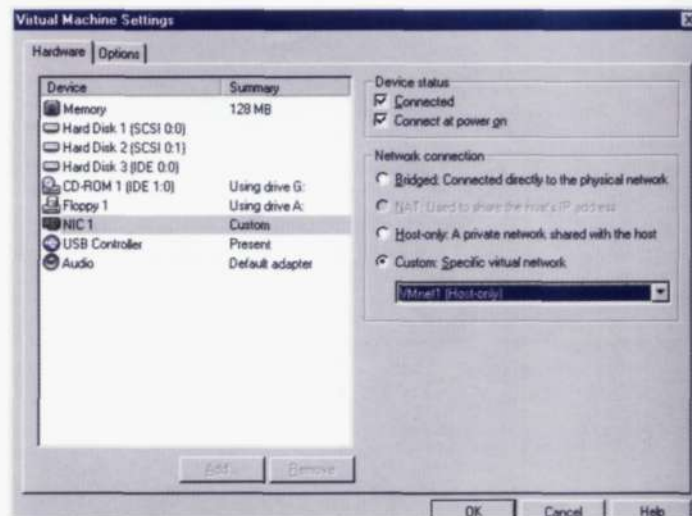 Virtual Machine Settings
Hardware Options
Device Summary
Memory 128 MB
Hard Disk 1 (SCSI 0:0)
Hard Disk 2 (SCSI 0:1)
Hard Disk 3 (IDE 0:0)
CD-ROM 1 (IDE 1:0) Using drive G:
Floppy 1 Using drive A:
NIC 1 Custom
USB Controller Present
Audio Default adapter
Add... Remove
Device status
Connected
Connect at power on
Network connection
Bridged: Connected directly to the physical network
NAT: Used to share the host's IP address
Host-only: A private network shared with the host
Custom: Specific virtual network
VMnet1 (Host-only)
OK Cancel Help